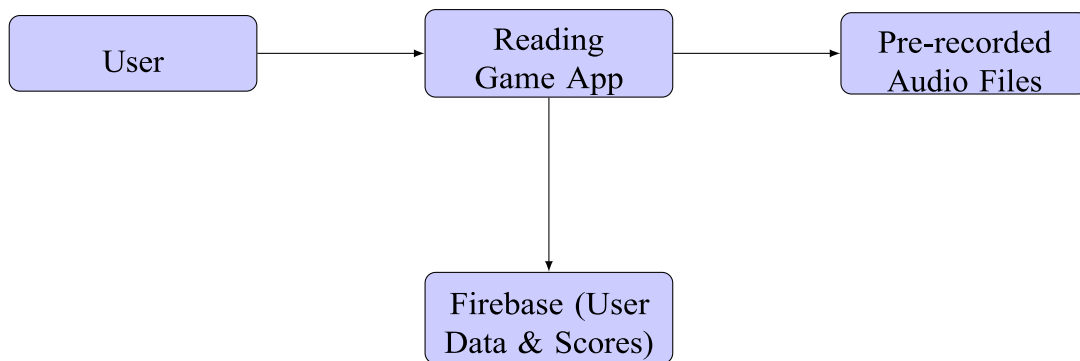 User
Reading
Game App
Pre-recorded
Audio Files
Firebase (User
Data & Scores)